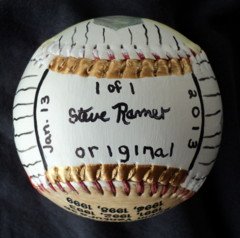 1 of 1
Steve Ramer
original
Jan. 13
2013